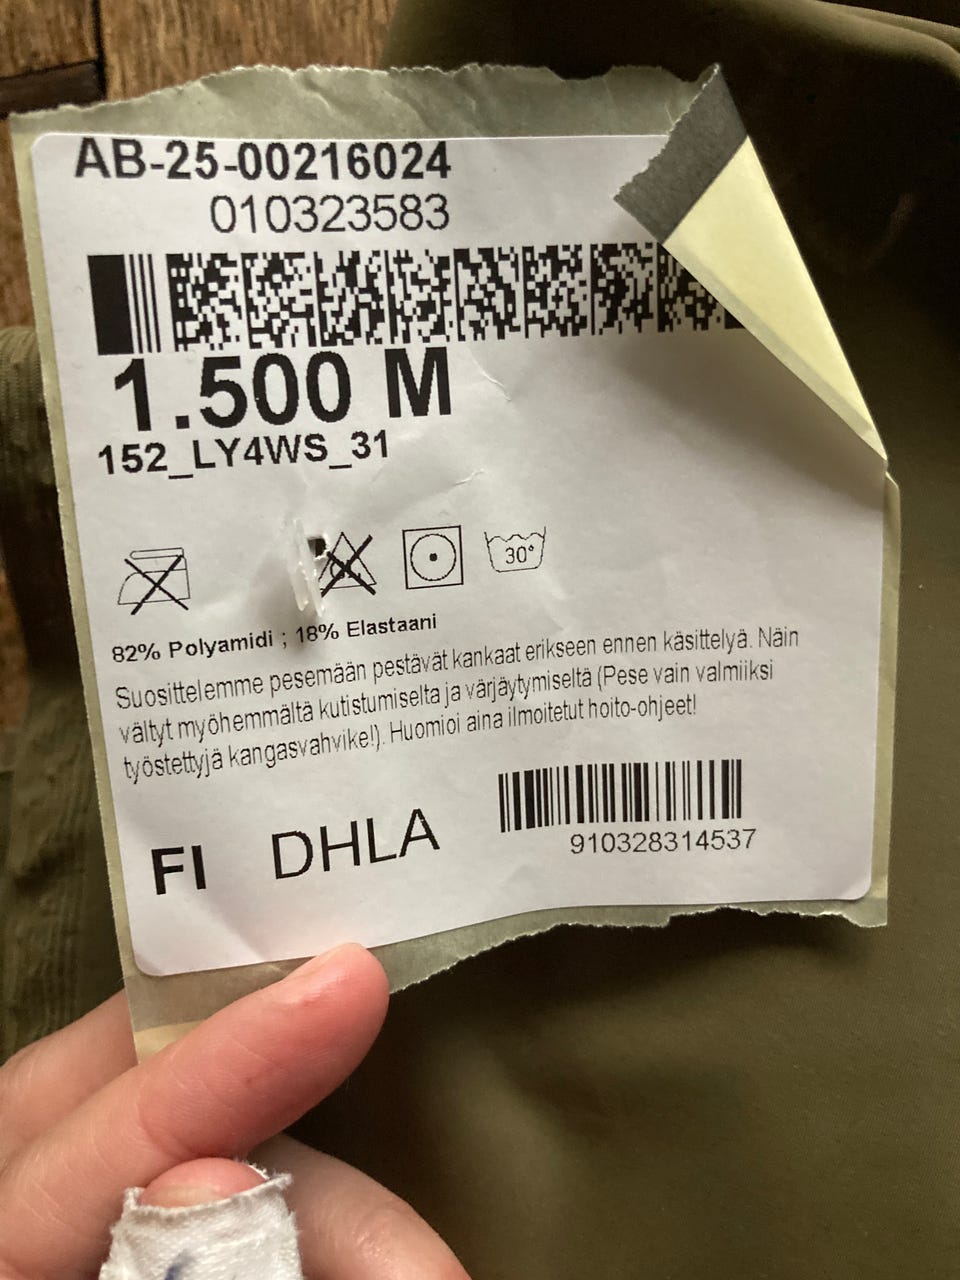 AB-25-00216024
010323583
1.500 M
152_LY4WS_31
30°
82% Polyamidi ; 18% Elastaani
Suosittelemme pesemään pestävät kankaat erikseen ennen käsittelyä. Näin
vältyt myöhemmältä kutistumiselta ja värjäytymiseltä (Pese vain valmiiksi
työstettyjä kangasvahvike!). Huomioi aina ilmoitetut hoito-ohjeet!
FI DHLA
910328314537